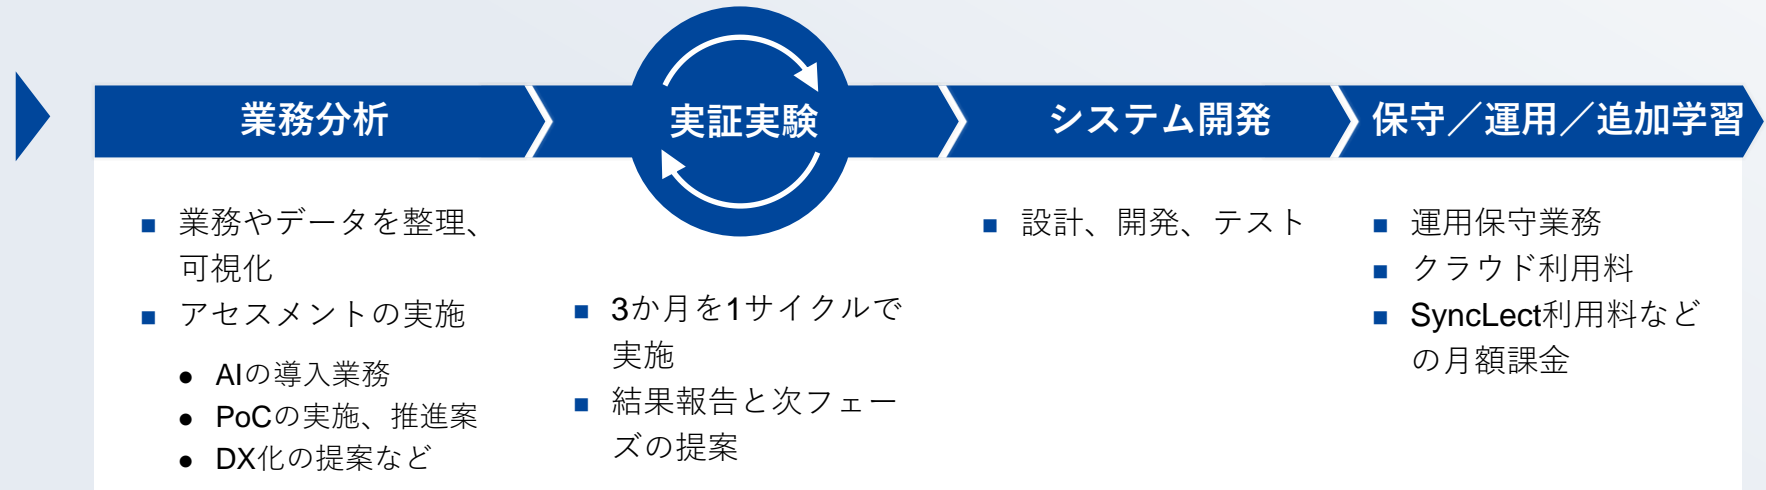 業務分析
実証実験
システム開発
保守／運用／追加学習
■ 業務やデータを整理、
可視化
■ アセスメントの実施
● AIの導入業務
● PoCの実施、推進案
● DX化の提案など
■ 3か月を1サイクルで
実施
■ 結果報告と次フェー
ズの提案
■ 設計、開発、テスト
■ 運用保守業務
■ クラウド利用料
■ SyncLect利用料など
の月額課金